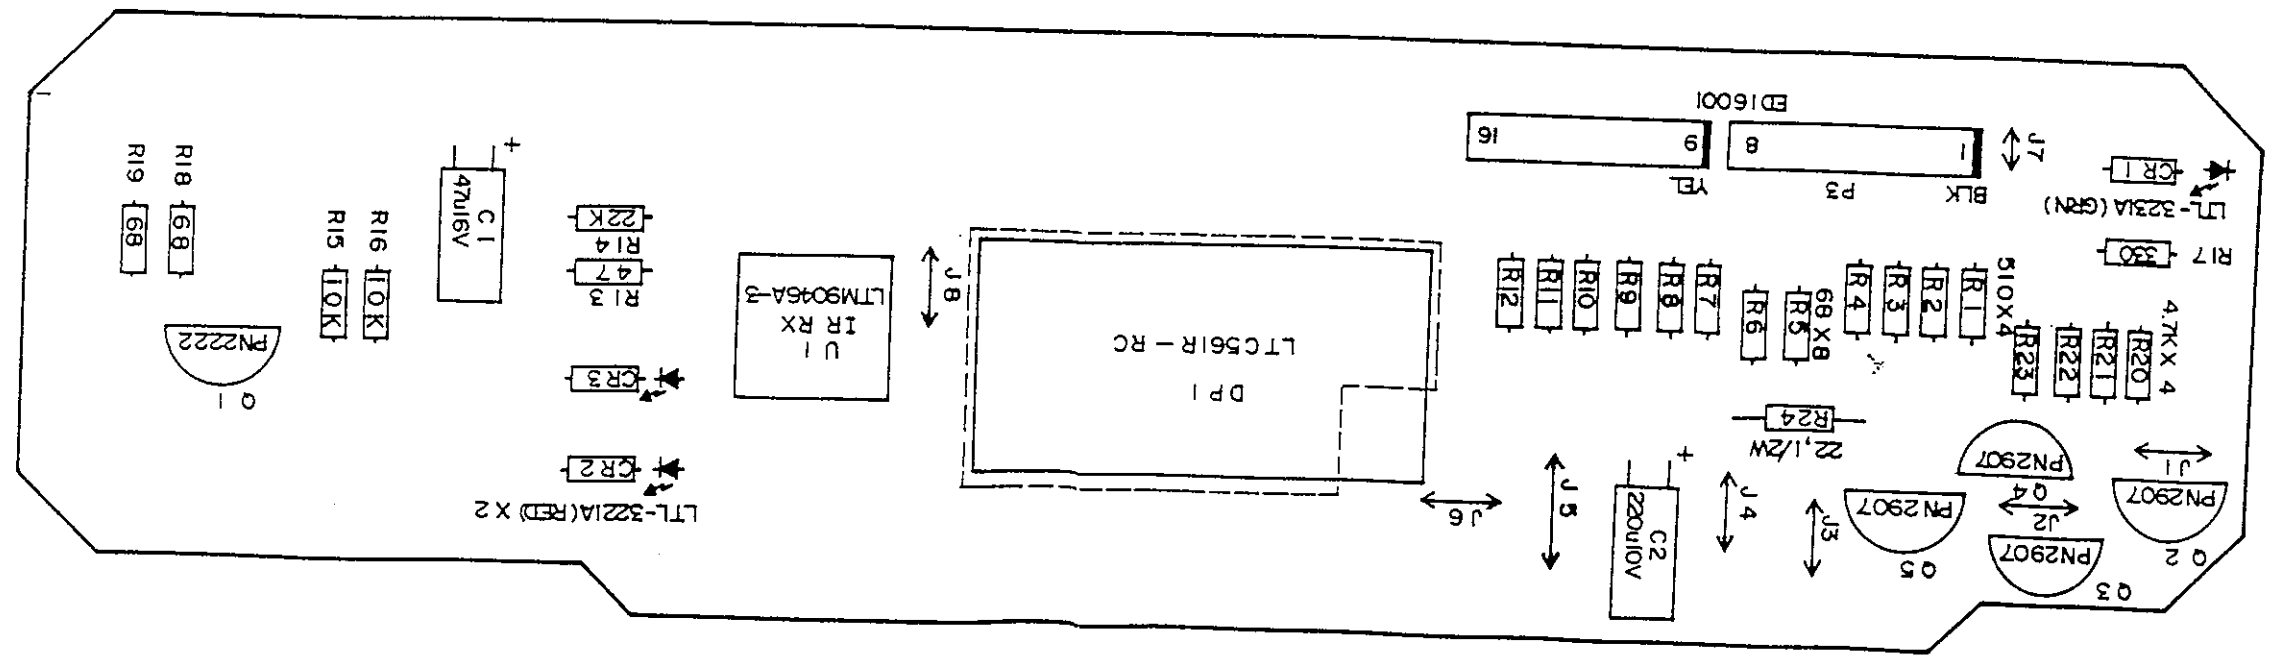 ED16001
16
9
8
1
J7
YEL
P3
BLK
CR1
LTL-3231A (GRN)
R17
330
R19
68
R18
68
R15
10K
R16
10K
+
C1
47u16V
22K
R14
47
R13
PN2222
Q1
CR3
CR2
LTL-3221A(RED) X 2
U1
IR RX
LTM9046A-3
J8
DP1
LTC561R-RC
R12
R11
R10
R9
R8
R7
R6
R5
68 X8
R4
R3
R2
R1
510X4
R23
R22
R21
R20
4.7K X 4
R24
22,1/2W
J6
J5
+
C2
220u10V
J4
J3
PN2907
Q5
PN2907
Q4
J2
PN2907
Q3
J1
PN2907
Q2